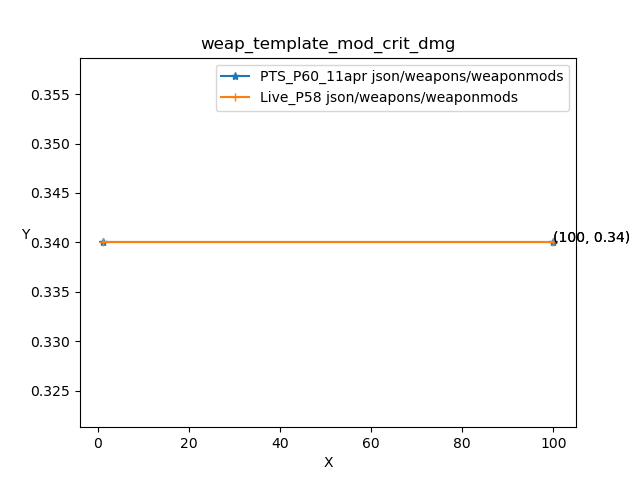 weap_template_mod_crit_dmg
PTS_P60_11apr json/weapons/weaponmods
Live_P58 json/weapons/weaponmods
0.355
0.350
0.345
Y
0.340
(100, 0.34)
0.335
0.330
0.325
0
20
40
60
80
100
X